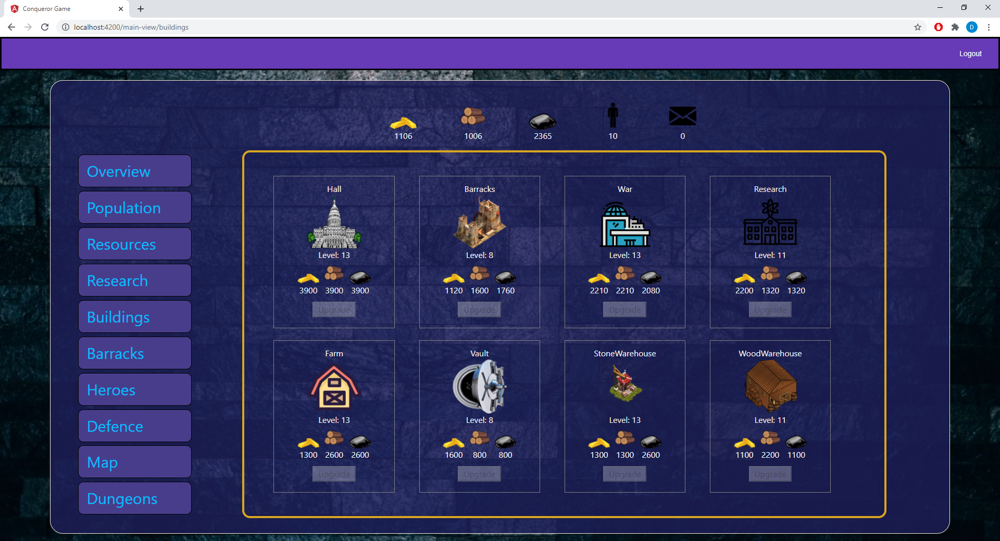 Conqueror Game
localhost:4200/main-view/buildings
D
Logout
1106 1006 2365 10 0
Overview
Population
Resources
Research
Buildings
Barracks
Heroes
Defence
Map
Dungeons
Hall
Level: 13
3900 3900 3900
Upgrade
Barracks
Level: 8
1120 1600 1760
Upgrade
War
Level: 13
2210 2210 2080
Upgrade
Research
Level: 11
2200 1320 1320
Upgrade
Farm
Level: 13
1300 2600 2600
Upgrade
Vault
Level: 8
1600 800 800
Upgrade
StoneWarehouse
Level: 13
1300 1300 2600
Upgrade
WoodWarehouse
Level: 11
1100 2200 1100
Upgrade